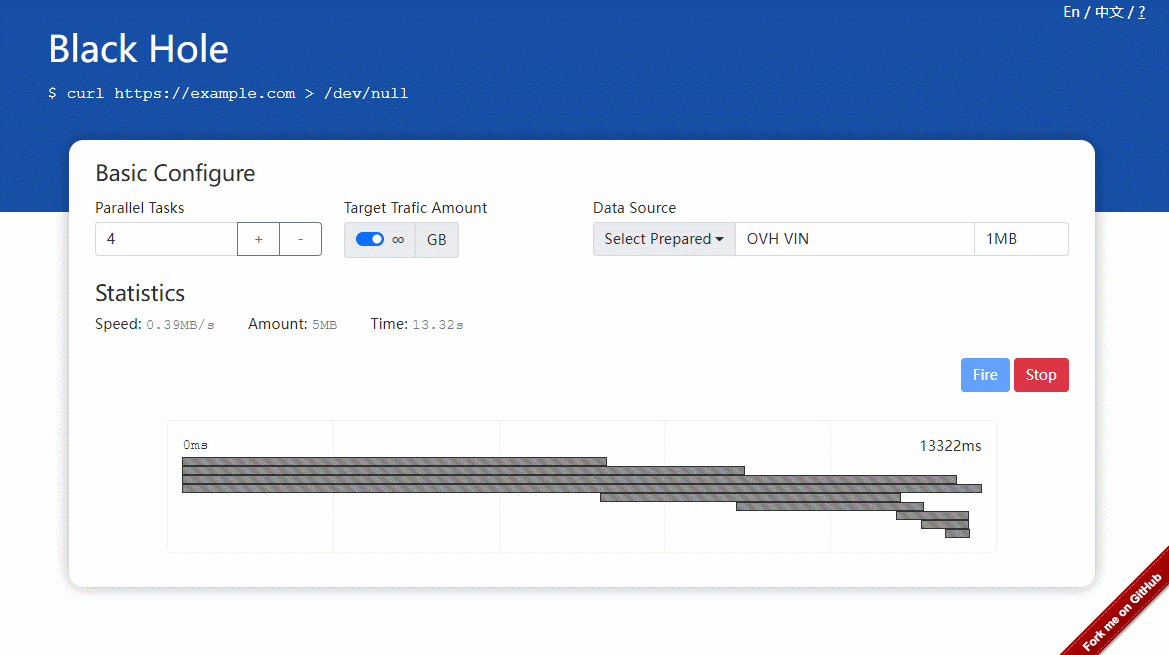 En / 中文 / ?
Black Hole
$ curl https://example.com > /dev/null
Basic Configure
Parallel Tasks
Target Trafic Amount
Data Source
4 + -
∞ GB
Select Prepared OVH VIN 1MB
Statistics
Speed: 0.39MB/s Amount: 5MB Time: 13.32s
Fire Stop
0ms 13322ms
Fork me on GitHub